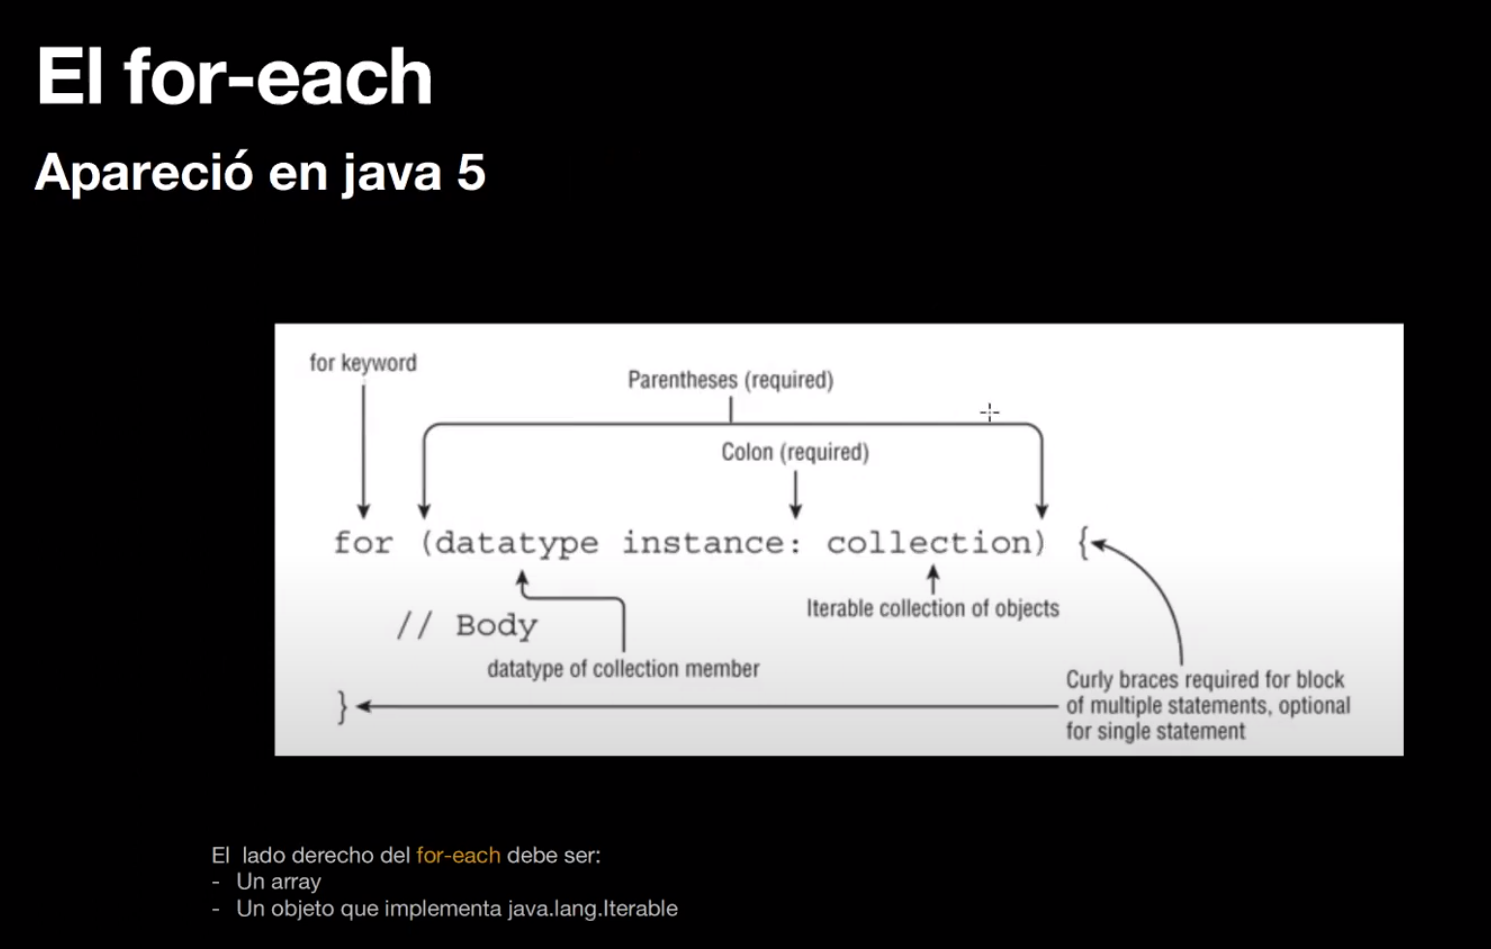 El for-each
Apareció en java 5
for keyword
Parentheses (required)
Colon (required)
for (datatype instance: collection) {
Iterable collection of objects
// Body
datatype of collection member
Curly braces required for block
of multiple statements, optional
for single statement
}
El lado derecho del for-each debe ser:
- Un array
- Un objeto que implementa java.lang.Iterable